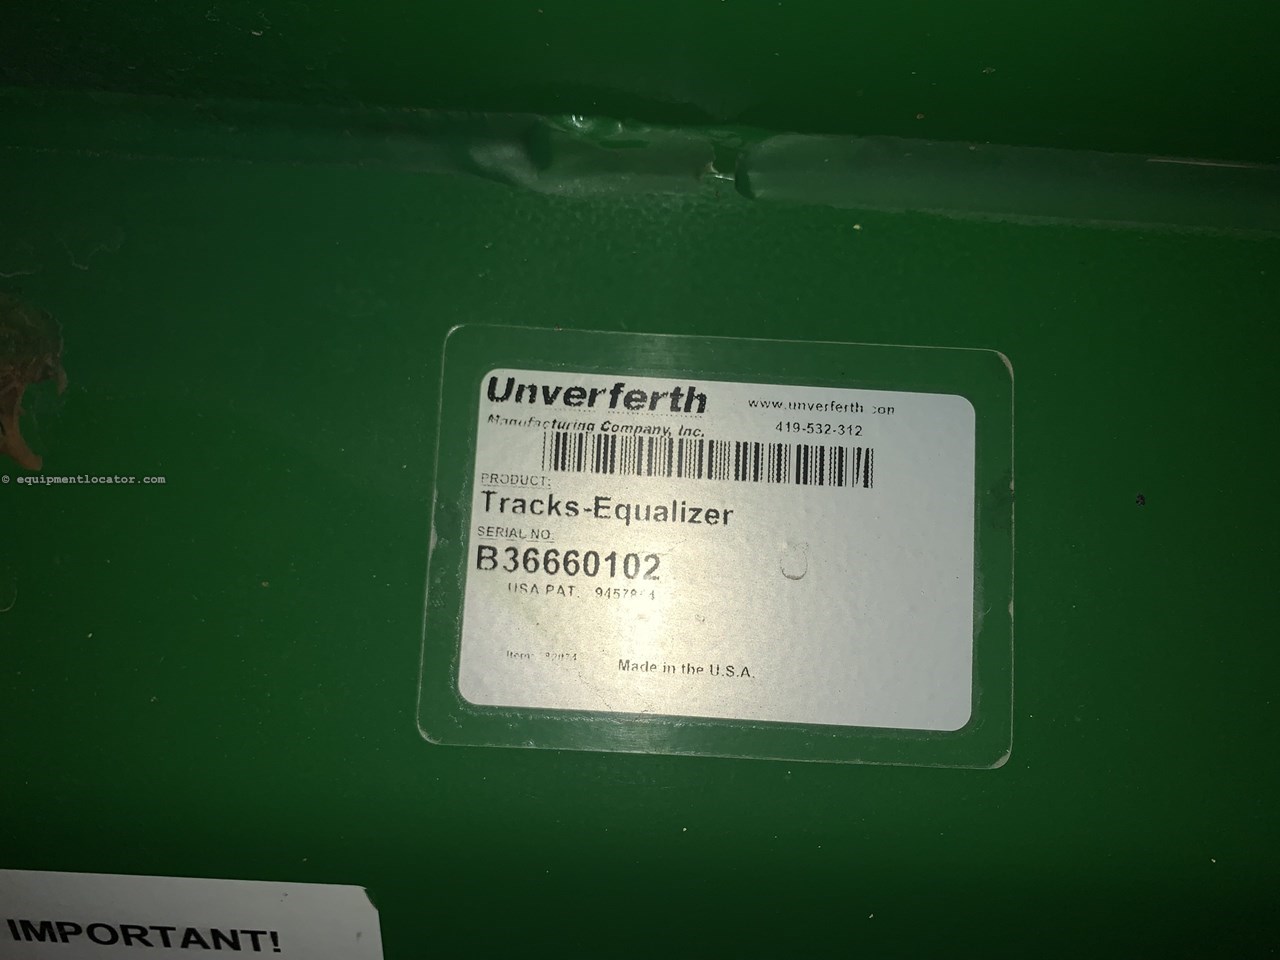 Unverferth
www.unverferth .con
Manufacturing Company, Inc.
419-532-312
PRODUCT:
Tracks-Equalizer
SERIAL NO.
B36660102
USA PAT.
Made in the U.S.A.
© equipmentlocator.com
IMPORTANT!